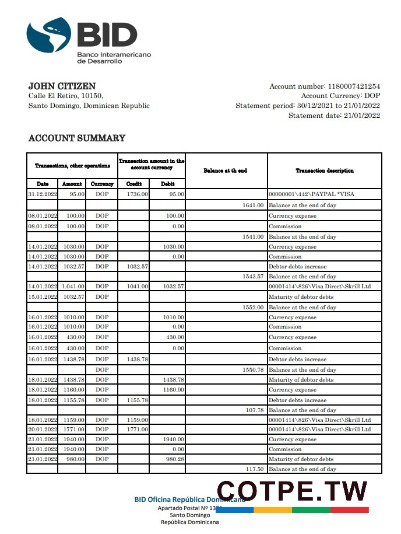 BID
Banco Interamericano
de Desarrollo
JOHN CITIZEN
Calle El Retiro, 10150,
Santo Domingo, Dominican Republic
Account number: 1180007421254
Account Currency: DOP
Statement period: 30/12/2021 to 21/01/2022
Statement date: 21/01/2022
ACCOUNT SUMMARY
Transactions, other operations Transaction amount in the account currency Balance at th end Transaction description
Date Amount Currency Credit Debit
31.12.2022 95.00 DOP 1736.00 95.00 00000001\442\PAYPAL *VISA
1641.00 Balance at the end of day
08.01.2022 100.00 DOP 100.00 Currency expense
08.01.2022 100.00 DOP 0.00 Commission
1541.00 Balance at the end of day
14.01.2022 1030.00 DOP 1030.00 Currency expense
14.01.2022 1030.00 DOP 0.00 Commission
14.01.2022 1032.57 DOP 1032.57 Debtor debts increase
1543.57 Balance at the end of day
14.01.2022 1,041.00 DOP 1041.00 1032.57 00001414\826\Visa Direct\Skrill Ltd
15.01.2022 1032.57 DOP Maturity of debtor debts
1552.00 Balance at the end of day
16.01.2022 1010.00 DOP 1010.00 Currency expense
16.01.2022 1010.00 DOP 0.00 Commission
16.01.2022 430.00 DOP 430.00 Currency expense
16.01.2022 430.00 DOP 0.00 Commission
16.01.2022 1438.78 DOP 1438.78 Debtor debts increase
DOP 1550.78 Balance at the end of day
18.01.2022 1438.78 DOP 1438.78 Maturity of debtor debts
18.01.2022 1160.00 DOP 1160.00 Currency expense
18.01.2022 1155.78 DOP 1155.78 Debtor debts increase
107.78 Balance at the end of day
18.01.2022 1159.00 DOP 1159.00 00001414\826\Visa Direct\Skrill Ltd
20.01.2022 1771.00 DOP 1771.00 00001414\826\Visa Direct\Skrill Ltd
21.01.2022 1940.00 DOP 1940.00 Currency expense
21.01.2022 1940.00 DOP 0.00 Commission
21.01.2022 980.00 DOP 980.28 Maturity of debtor debts
117.50 Balance at the end of day
BID Oficina República
COTPE.TW
Apartado Postal Nº
Santo Domingo
República Dominicana